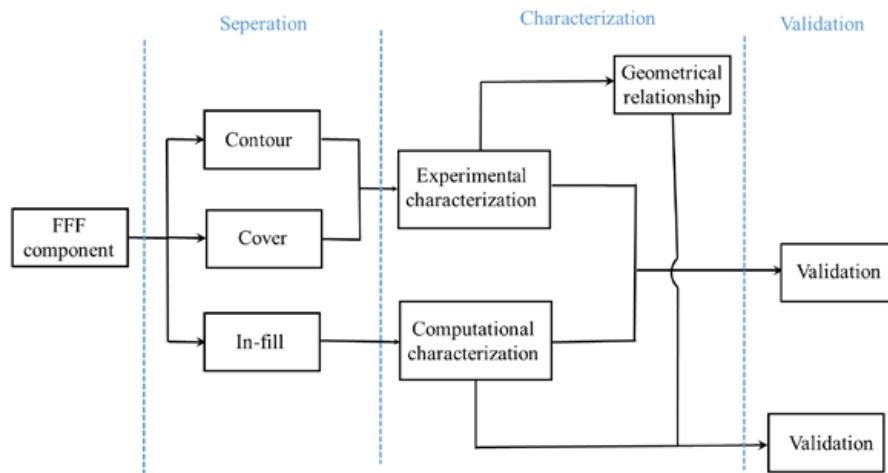 Seperation
Characterization
Validation
Geometrical
relationship
Contour
Experimental
characterization
FFF
component
Cover
Validation
In-fill
Computational
characterization
Validation